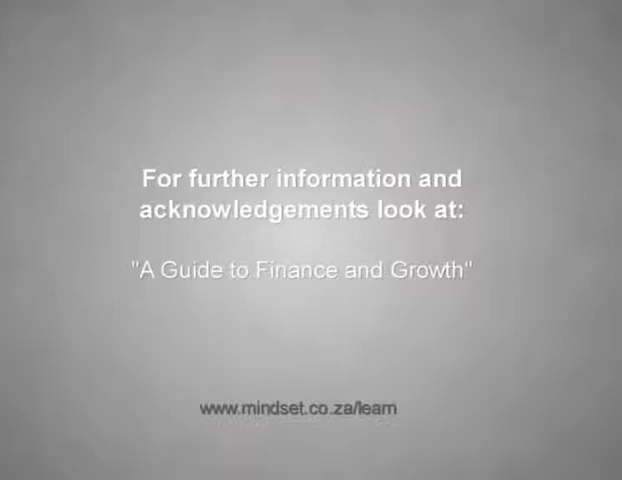 For further information and
acknowledgements look at:
"A Guide to Finance and Growth"
www.mindset.co.za/learn